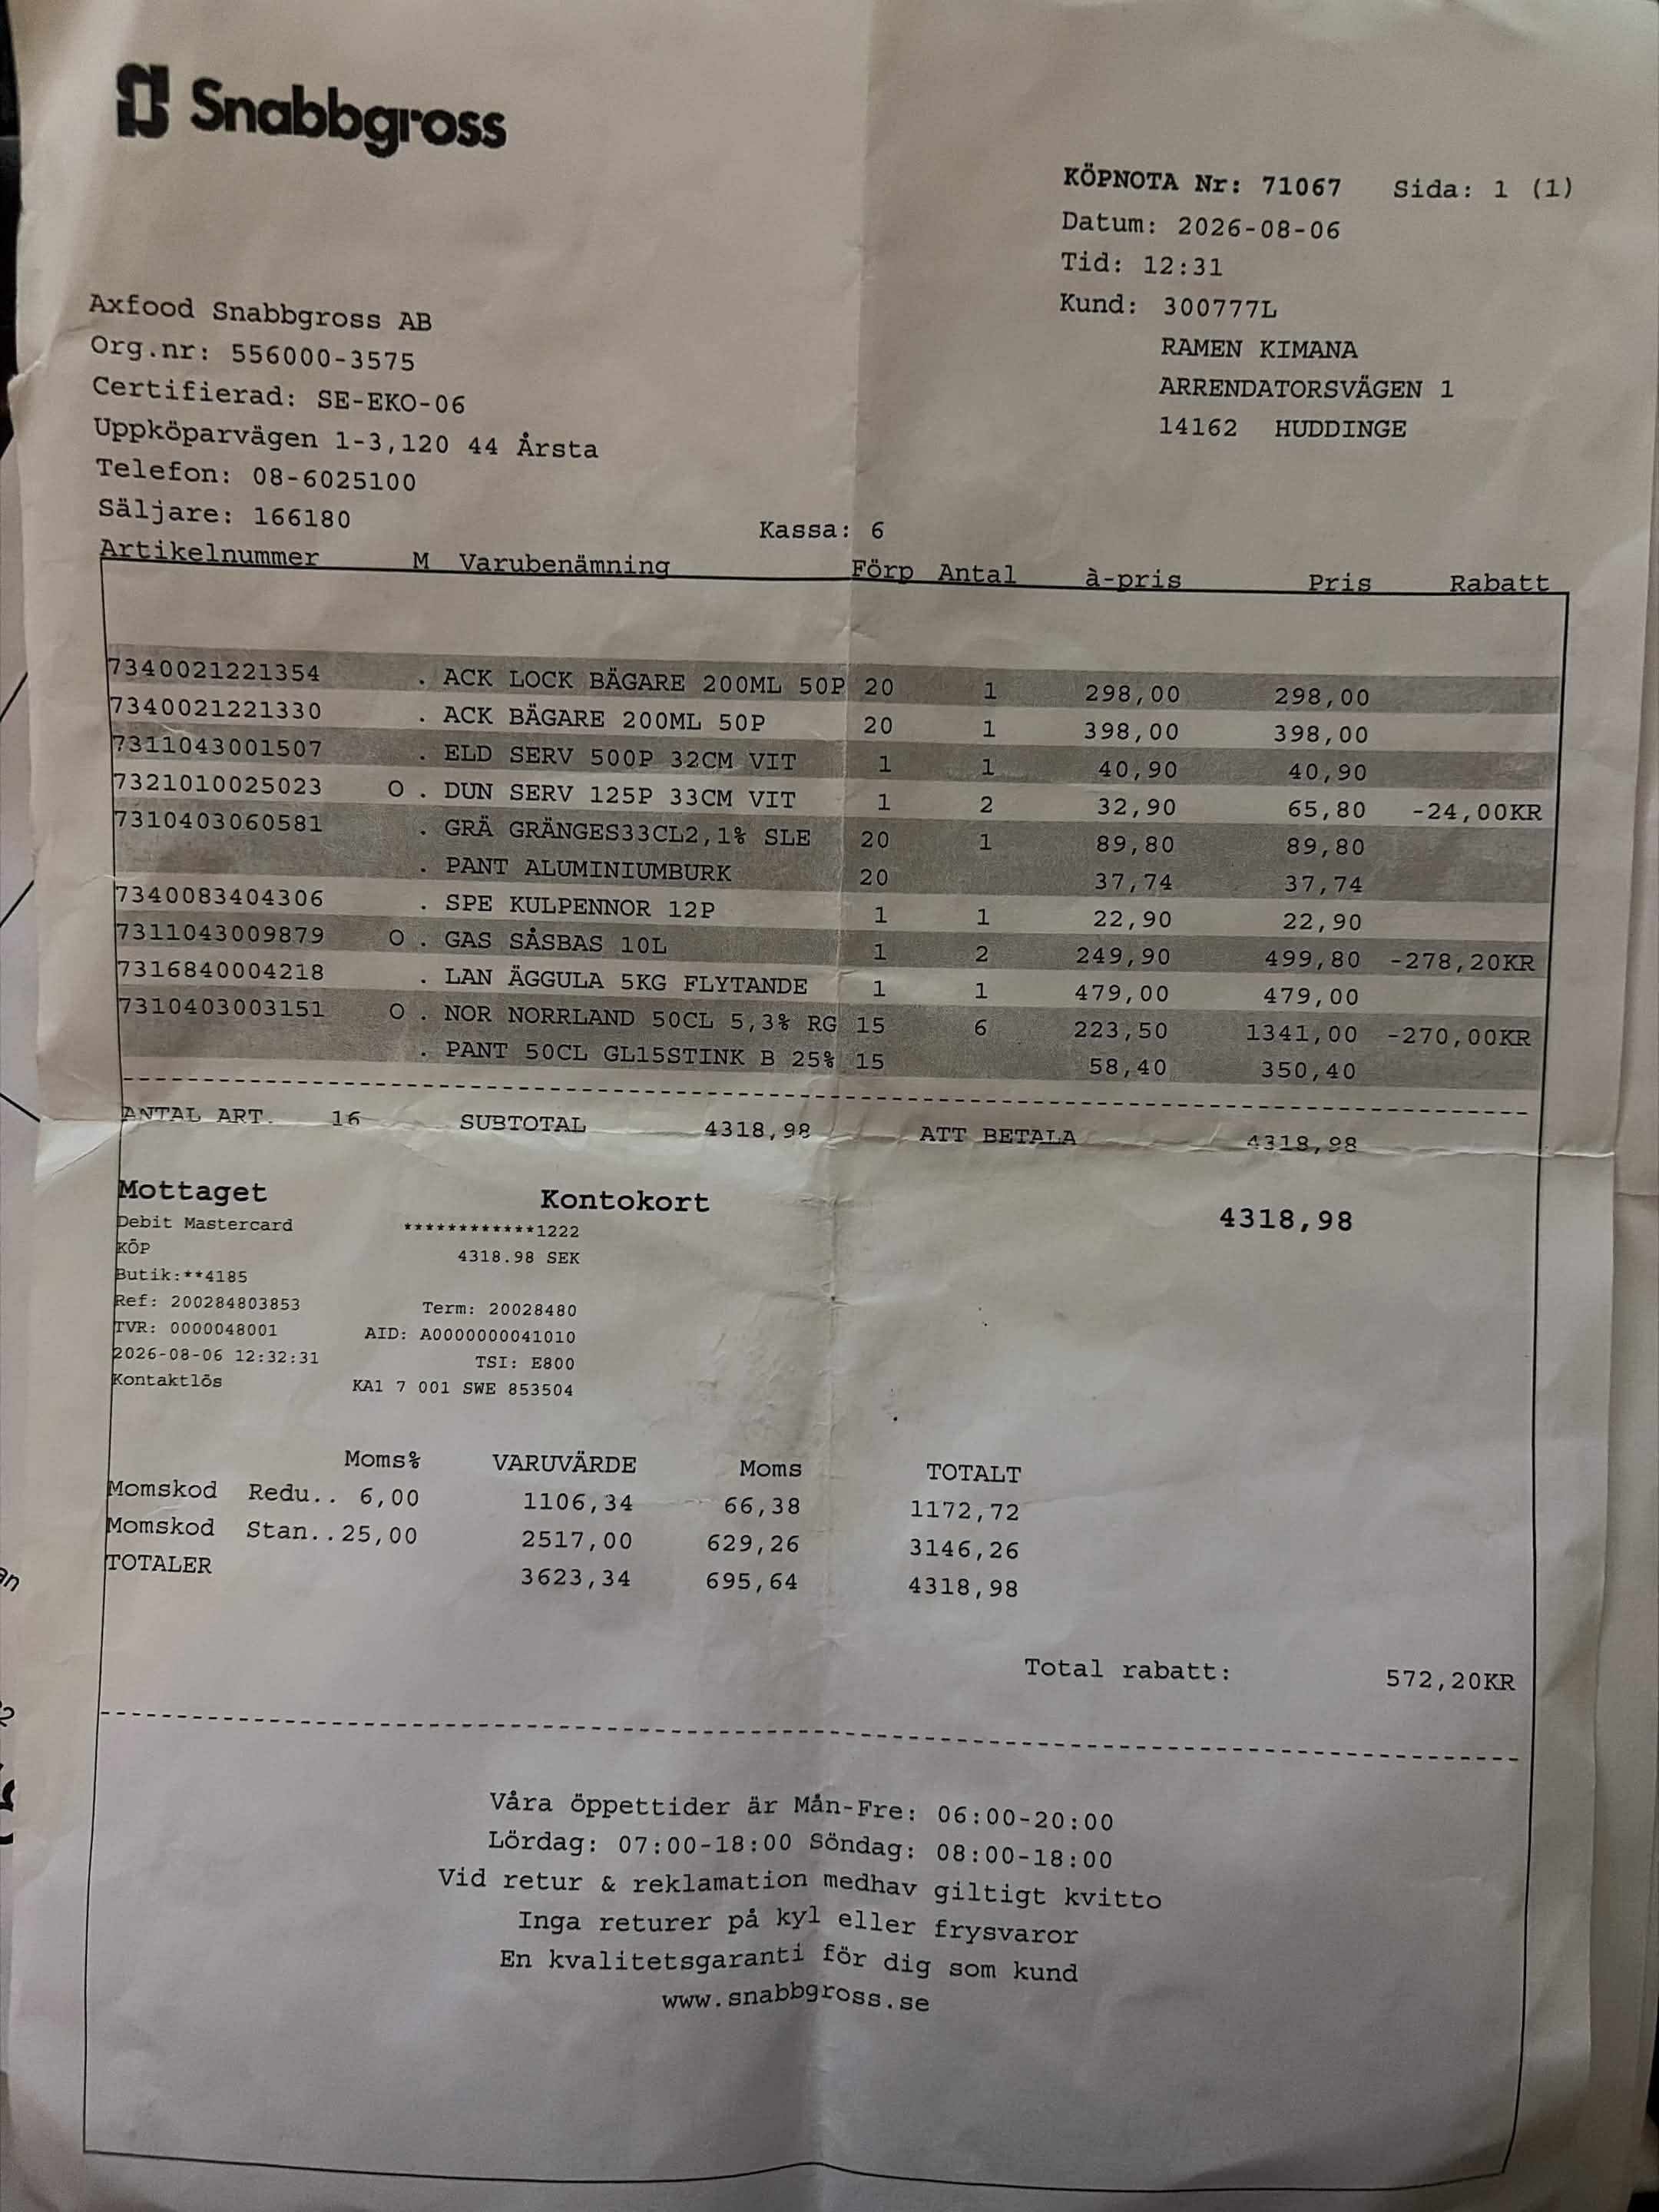 Snabbgross
KÖPNOTA Nr: 71067 Sida: 1 (1)
Datum: 2026-08-06
Tid: 12:31
Kund: 300777L
RAMEN KIMANA
ARRENDATORSVÄGEN 1
14162 HUDDINGE
Axfood Snabbgross AB
Org.nr: 556000-3575
Certifierad: SE-EKO-06
Uppköparvägen 1-3,120 44 Årsta
Telefon: 08-6025100
Säljare: 166180 Kassa: 6
Artikelnummer M Varubenämning Förp Antal à-pris Pris Rabatt
7340021221354 . ACK LOCK BÄGARE 200ML 50P 20 1 298,00 298,00
7340021221330 . ACK BÄGARE 200ML 50P 20 1 398,00 398,00
7311043001507 . ELD SERV 500P 32CM VIT 1 1 40,90 40,90
7321010025023 O . DUN SERV 125P 33CM VIT 1 2 32,90 65,80 -24,00KR
7310403060581 . GRÄ GRÄNGES33CL2,1% SLE 20 1 89,80 89,80
. PANT ALUMINIUMBURK 20 37,74 37,74
7340083404306 . SPE KULPENNOR 12P 1 1 22,90 22,90
7311043009879 O . GAS SÅSBAS 10L 1 2 249,90 499,80 -278,20KR
7316840004218 . LAN ÄGGULA 5KG FLYTANDE 1 1 479,00 479,00
7310403003151 O . NOR NORRLAND 50CL 5,3% RG 15 6 223,50 1341,00 -270,00KR
. PANT 50CL GL15STINK B 25% 15 58,40 350,40
ANTAL ART. 16 SUBTOTAL 4318,98 ATT BETALA 4318,98
Mottaget Kontokort 4318,98
Debit Mastercard ************1222
KÖP 4318.98 SEK
Butik:**4185
Ref: 200284803853 Term: 20028480
TVR: 0000048001 AID: A0000000041010
2026-08-06 12:32:31 TSI: E800
Kontaktlös KA1 7 001 SWE 853504
Moms% VARUVÄRDE Moms TOTALT
Momskod Redu.. 6,00 1106,34 66,38 1172,72
Momskod Stan..25,00 2517,00 629,26 3146,26
TOTALER 3623,34 695,64 4318,98
Total rabatt: 572,20KR
Våra öppettider är Mån-Fre: 06:00-20:00
Lördag: 07:00-18:00 Söndag: 08:00-18:00
Vid retur & reklamation medhav giltigt kvitto
Inga returer på kyl eller frysvaror
En kvalitetsgaranti för dig som kund
www.snabbgross.se